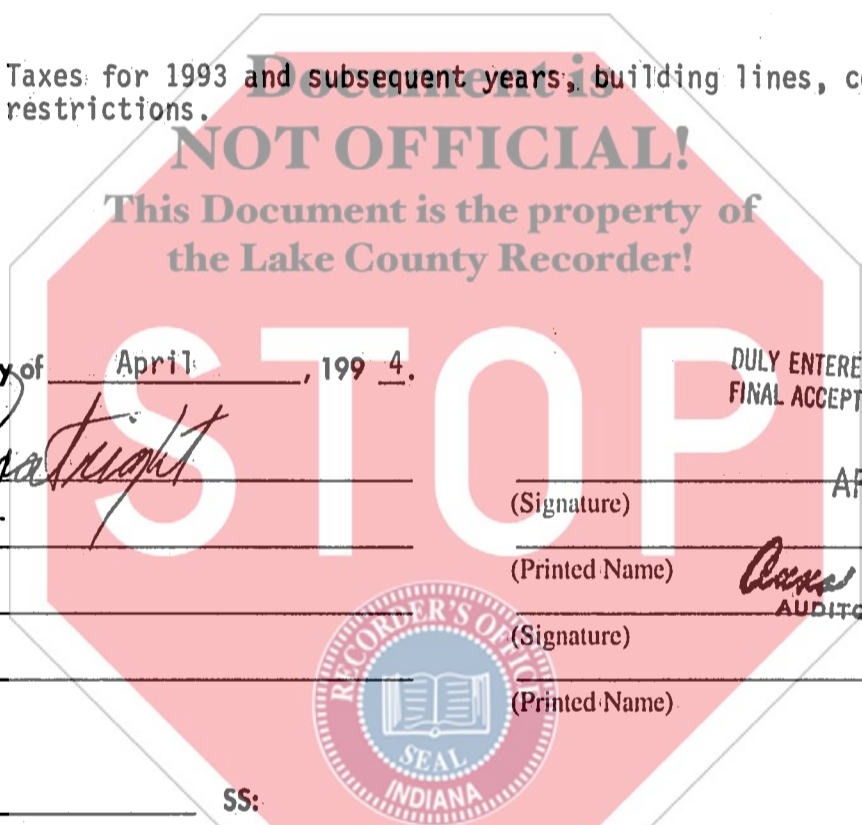 Taxes for 1993 and subsequent years, building lines, c
restrictions.
Document is
NOT OFFICIAL!
This Document is the property of
the Lake County Recorder!
STOP
y of April, 199 4.
DULY ENTERE
FINAL ACCEPT
(Signature)
AP
(Printed Name)
AUDITO
(Signature)
(Printed Name)
RECORDER'S OFFICE
SEAL
INDIANA
SS: